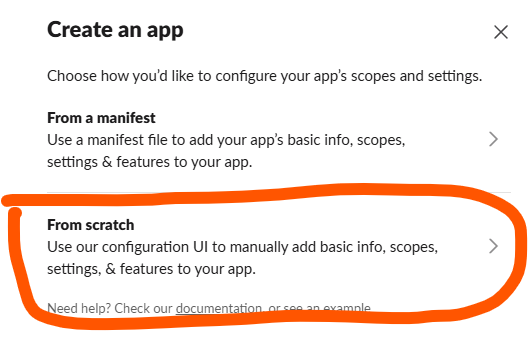 Create an app
Choose how you'd like to configure your app's scopes and settings.
From a manifest
Use a manifest file to add your app's basic info, scopes,
settings & features to your app.
From scratch
Use our configuration UI to manually add basic info, scopes,
settings, & features to your app.
Need help? Check our documentation, or see an example